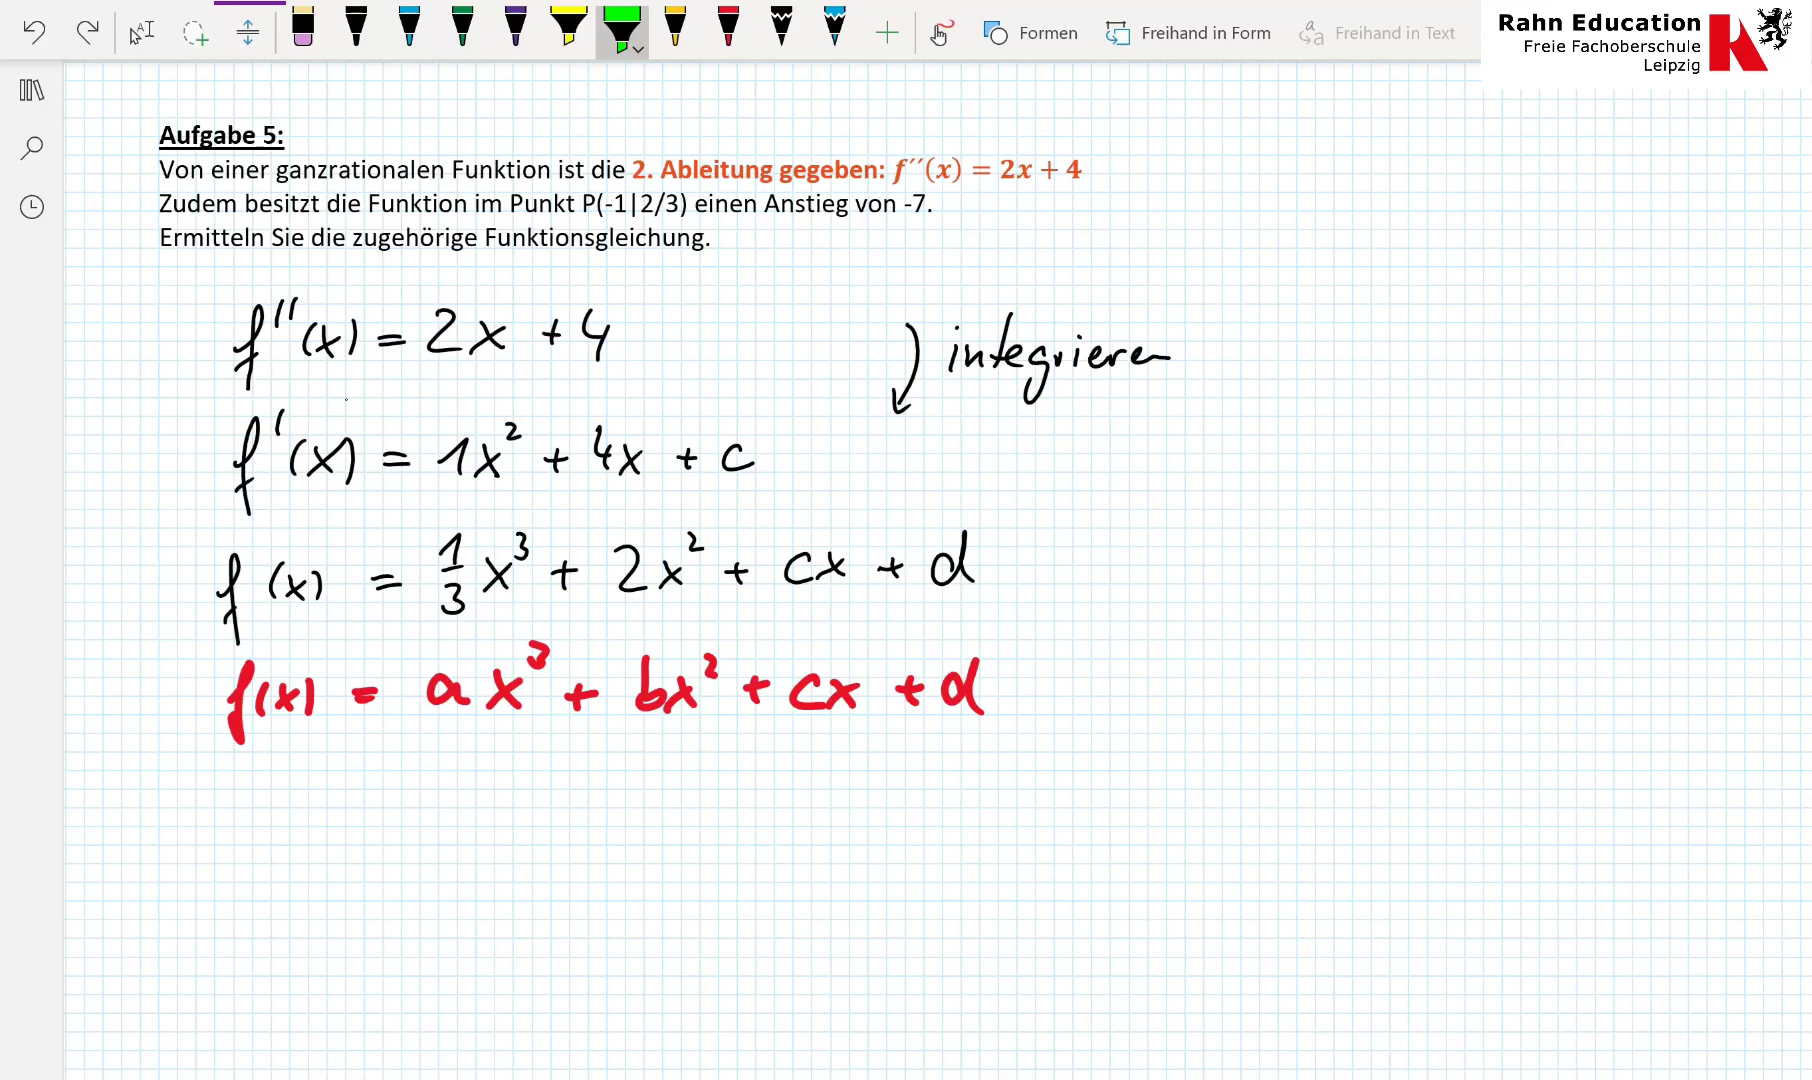 Formen
Freihand in Form
Freihand in Text
Rahn Education
Freie Fachoberschule
Leipzig
Aufgabe 5:
Von einer ganzrationalen Funktion ist die 2. Ableitung gegeben: f´´(x) = 2x + 4
Zudem besitzt die Funktion im Punkt P(-1|2/3) einen Anstieg von -7.
Ermitteln Sie die zugehörige Funktionsgleichung.
f''(x) = 2x + 4
integrieren
f'(x) = 1x² + 4x + c
f(x) = 1/3 x³ + 2x² + cx + d
f(x) = ax³ + bx² + cx + d